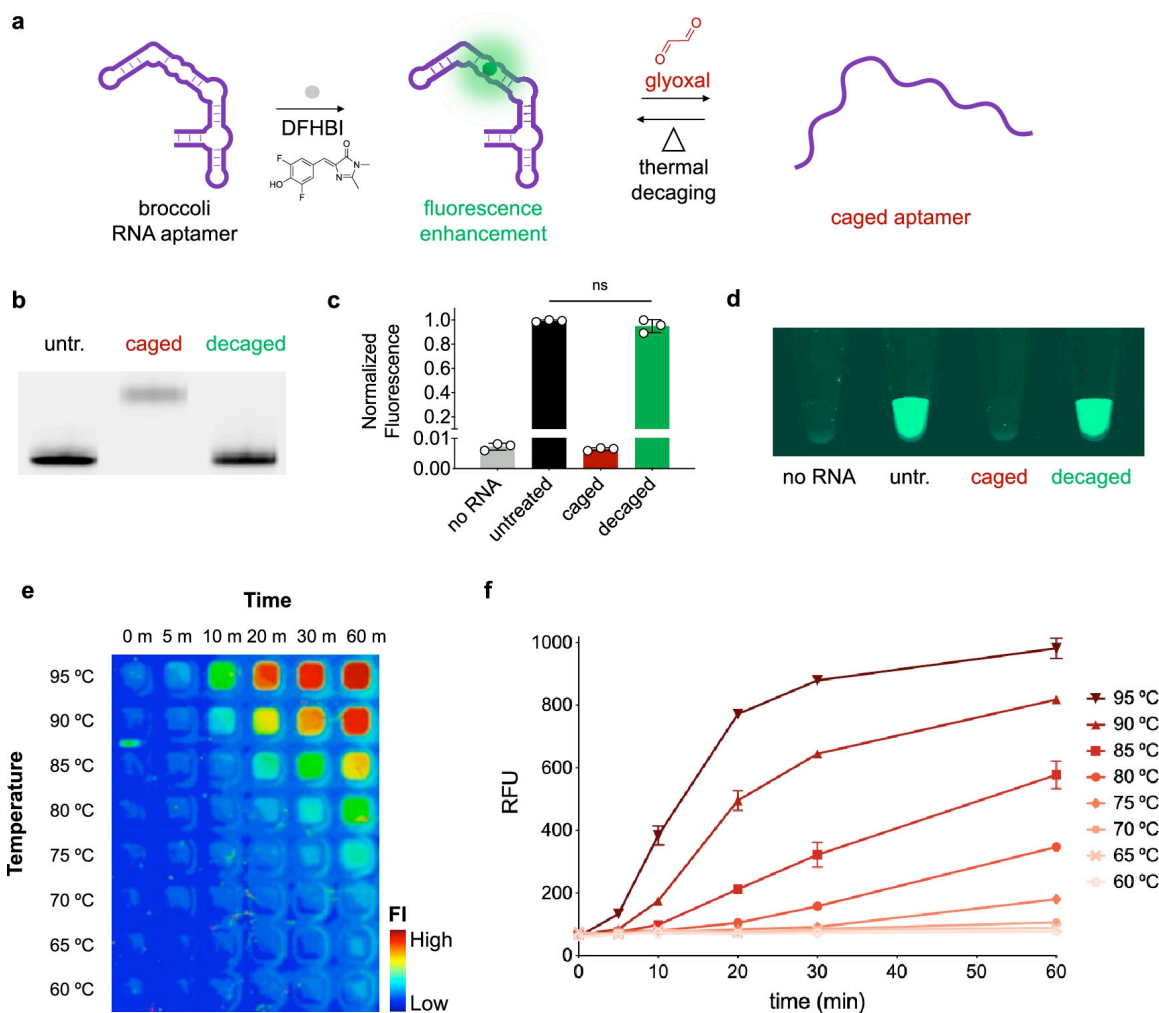 a
glyoxal
DFHBI
thermal
decaging
broccoli
RNA aptamer
fluorescence
enhancement
caged aptamer
O
O
F
HO
F
O
N
N
b
untr. caged decaged
c
ns
Normalized
Fluorescence
1.0
0.8
0.6
0.4
0.2
0.01
0.00
no RNA
untreated
caged
decaged
d
no RNA untr. caged decaged
e
Time
0 m 5 m 10 m 20 m 30 m 60 m
Temperature
95 ºC
90 ºC
85 ºC
80 ºC
75 ºC
70 ºC
65 ºC
60 ºC
FI
High
Low
f
RFU
1000
800
600
400
200
0
0 10 20 30 40 50 60
time (min)
95 ºC
90 ºC
85 ºC
80 ºC
75 ºC
70 ºC
65 ºC
60 ºC